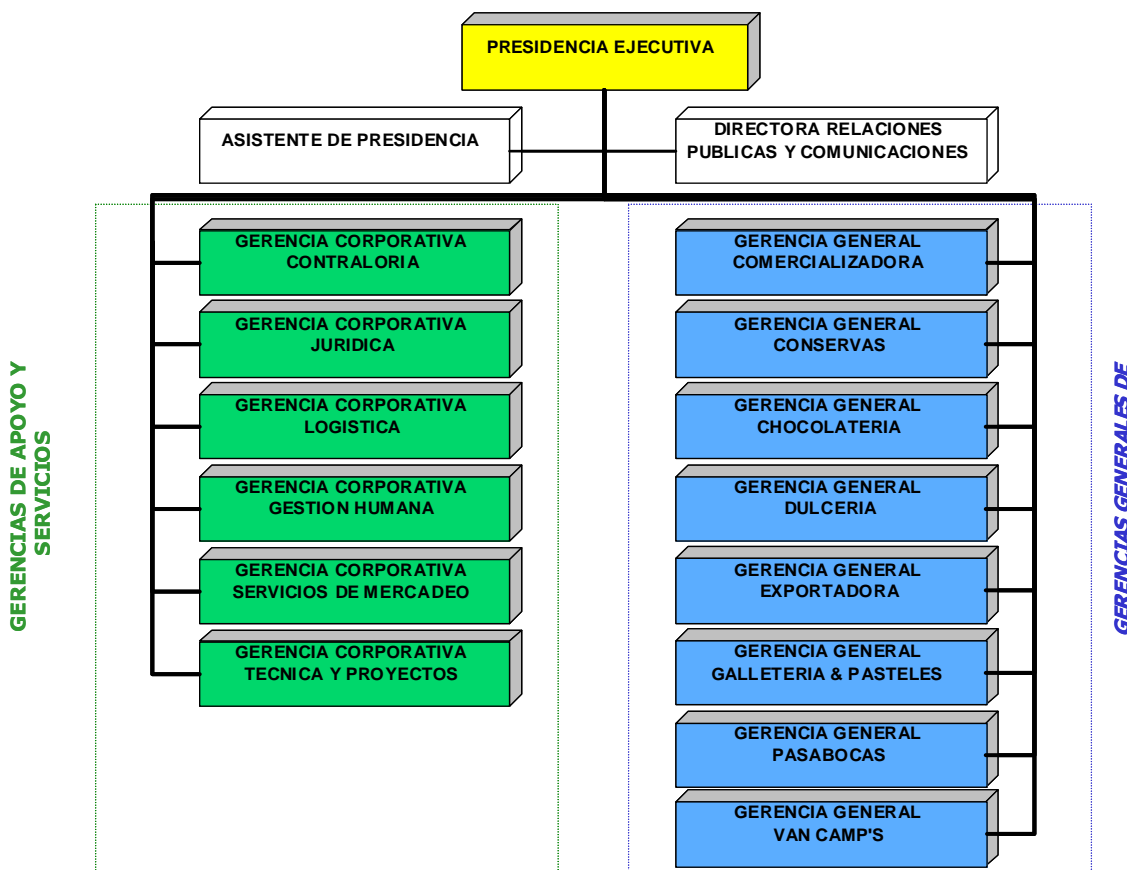 PRESIDENCIA EJECUTIVA
ASISTENTE DE PRESIDENCIA
DIRECTORA RELACIONES
PUBLICAS Y COMUNICACIONES
GERENCIAS DE APOYO Y
SERVICIOS
GERENCIA CORPORATIVA
CONTRALORIA
GERENCIA CORPORATIVA
JURIDICA
GERENCIA CORPORATIVA
LOGISTICA
GERENCIA CORPORATIVA
GESTION HUMANA
GERENCIA CORPORATIVA
SERVICIOS DE MERCADEO
GERENCIA CORPORATIVA
TECNICA Y PROYECTOS
GERENCIA GENERAL
COMERCIALIZADORA
GERENCIA GENERAL
CONSERVAS
GERENCIA GENERAL
CHOCOLATERIA
GERENCIA GENERAL
DULCERIA
GERENCIA GENERAL
EXPORTADORA
GERENCIA GENERAL
GALLETERIA & PASTELES
GERENCIA GENERAL
PASABOCAS
GERENCIA GENERAL
VAN CAMP'S
GERENCIAS GENERALES DE